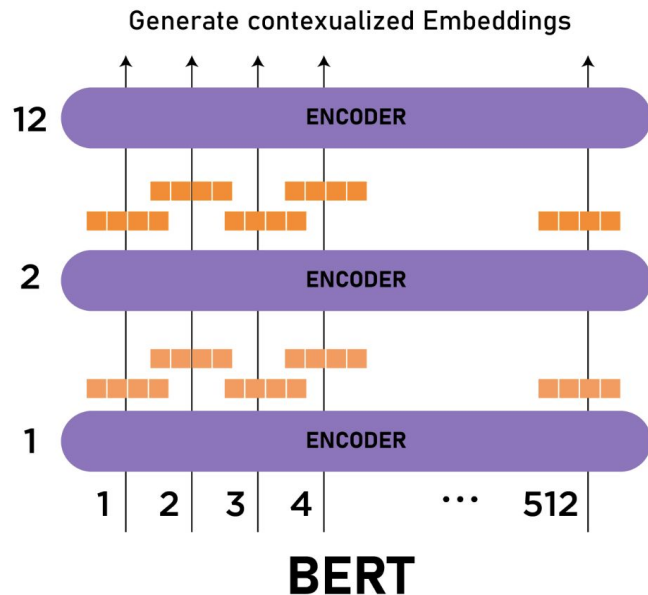 Generate contexualized Embeddings
12 ENCODER
2 ENCODER
1 ENCODER
1 2 3 4 ... 512
BERT